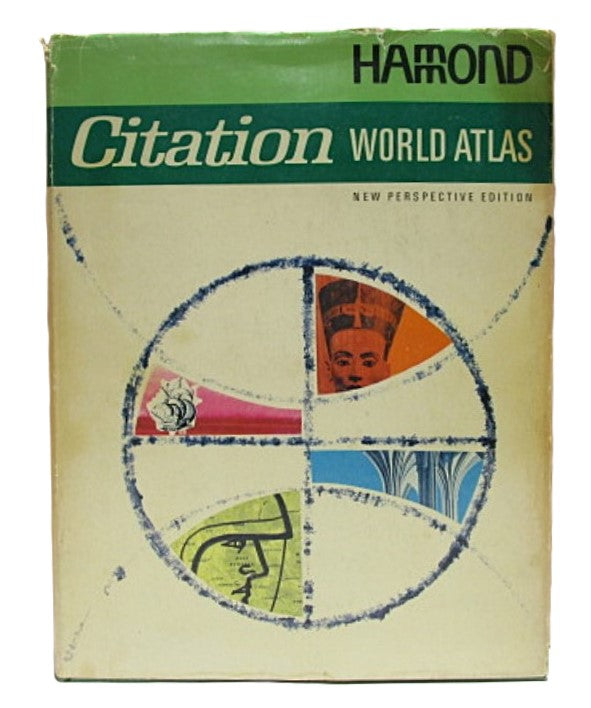 HAMMOND
Citation WORLD ATLAS
NEW PERSPECTIVE EDITION